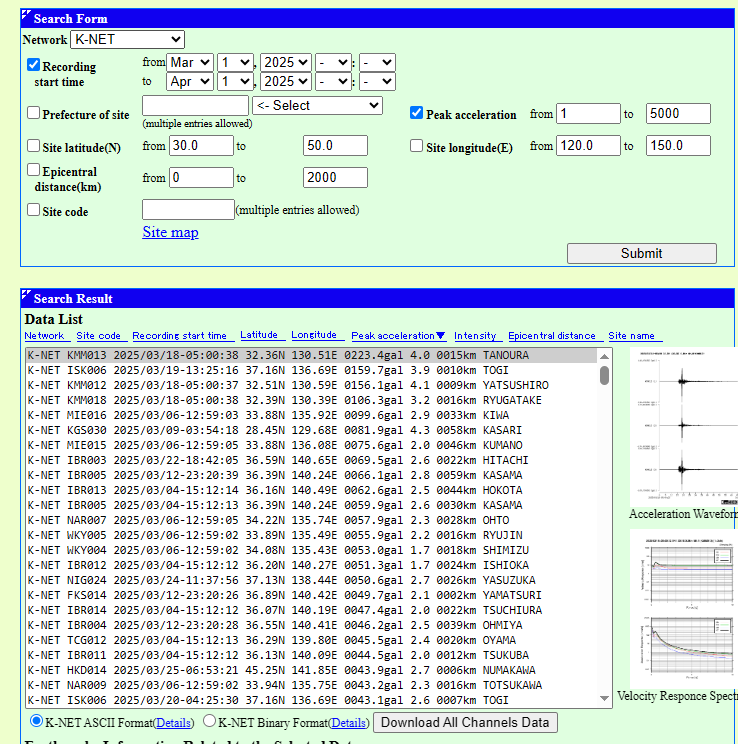 Search Form
Network K-NET
Recording start time from Mar 1 , 2025 - : -
to Apr 1 , 2025 - : -
Prefecture of site <- Select
(multiple entries allowed)
Peak acceleration from 1 to 5000
Site latitude(N) from 30.0 to 50.0 Site longitude(E) from 120.0 to 150.0
Epicentral distance(km) from 0 to 2000
Site code (multiple entries allowed)
Site map
Submit
Search Result
Data List
Network Site code Recording start time Latitude Longitude Peak acceleration▼ Intensity Epicentral distance Site name
K-NET KMM013 2025/03/18-05:00:38 32.36N 130.51E 0223.4gal 4.0 0015km TANOURA
K-NET ISK006 2025/03/19-13:25:16 37.16N 136.69E 0159.7gal 3.9 0010km TOGI
K-NET KMM012 2025/03/18-05:00:37 32.51N 130.59E 0156.1gal 4.1 0009km YATSUSHIRO
K-NET KMM018 2025/03/18-05:00:38 32.39N 130.39E 0106.3gal 3.2 0016km RYUGATAKE
K-NET MIE016 2025/03/06-12:59:03 33.88N 135.92E 0099.6gal 2.9 0033km KIWA
K-NET KGS030 2025/03/09-03:54:18 28.45N 129.68E 0081.9gal 4.3 0058km KASARI
K-NET MIE015 2025/03/06-12:59:05 33.88N 136.08E 0075.6gal 2.0 0046km KUMANO
K-NET IBR003 2025/03/22-18:42:05 36.59N 140.65E 0069.5gal 2.6 0022km HITACHI
K-NET IBR005 2025/03/12-23:20:39 36.39N 140.24E 0066.1gal 2.8 0059km KASAMA
K-NET IBR013 2025/03/04-15:12:14 36.16N 140.49E 0062.6gal 2.5 0044km HOKOTA
K-NET IBR005 2025/03/04-15:12:13 36.39N 140.24E 0059.9gal 2.6 0030km KASAMA
K-NET NAR007 2025/03/06-12:59:05 34.22N 135.74E 0057.9gal 2.3 0028km OHTO
K-NET WKY005 2025/03/06-12:59:02 33.89N 135.49E 0055.9gal 2.2 0016km RYUJIN
K-NET WKY004 2025/03/06-12:59:02 34.08N 135.43E 0053.0gal 1.7 0018km SHIMIZU
K-NET IBR012 2025/03/04-15:12:12 36.20N 140.27E 0051.3gal 1.7 0024km ISHIOKA
K-NET NIG024 2025/03/24-11:37:56 37.13N 138.44E 0050.6gal 2.7 0026km YASUZUKA
K-NET FKS014 2025/03/12-23:20:26 36.89N 140.42E 0049.7gal 2.1 0002km YAMATSURI
K-NET IBR014 2025/03/04-15:12:12 36.07N 140.19E 0047.4gal 2.0 0022km TSUCHIURA
K-NET IBR004 2025/03/12-23:20:28 36.55N 140.41E 0046.2gal 2.5 0039km OHMIYA
K-NET TCG012 2025/03/04-15:12:13 36.29N 139.80E 0045.5gal 2.4 0020km OYAMA
K-NET IBR011 2025/03/04-15:12:12 36.13N 140.09E 0044.5gal 2.0 0012km TSUKUBA
K-NET HKD014 2025/03/25-06:53:21 45.25N 141.85E 0043.9gal 2.7 0006km NUMAKAWA
K-NET NAR009 2025/03/06-12:59:02 33.94N 135.75E 0043.2gal 2.3 0016km TOTSUKAWA
K-NET ISK006 2025/03/20-04:25:30 37.16N 136.69E 0043.1gal 2.6 0007km TOGI
Acceleration Waveform
Velocity Responce Spect
K-NET ASCII Format(Details) K-NET Binary Format(Details) Download All Channels Data